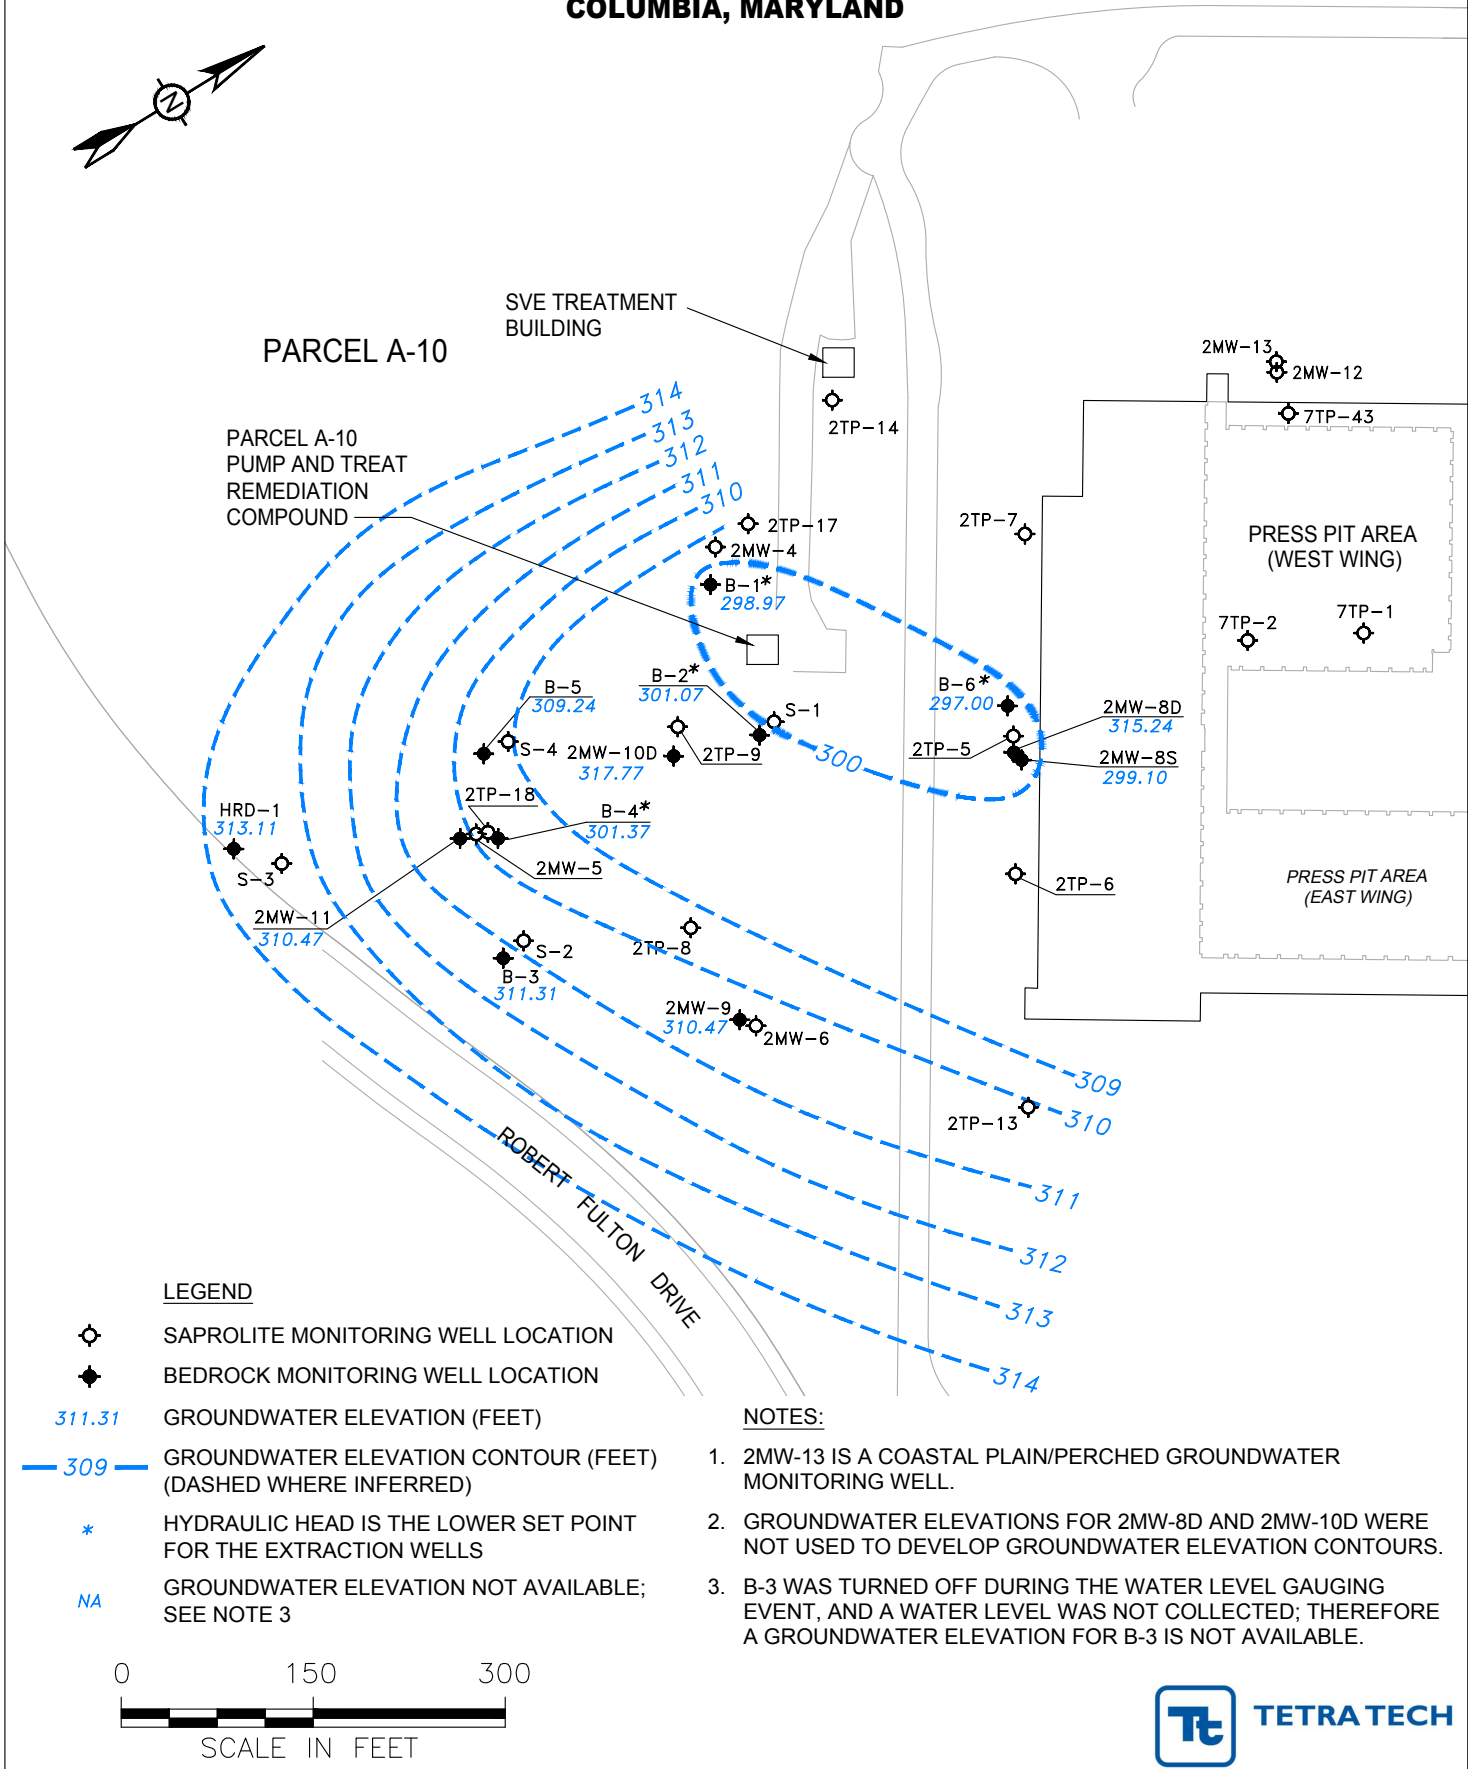 COLUMBIA, MARYLAND
N
SVE TREATMENT
BUILDING
PARCEL A-10
PARCEL A-10
PUMP AND TREAT
REMEDIATION
COMPOUND
314
313
312
311
310
2TP-14
2MW-13
2MW-12
7TP-43
2TP-17
2MW-4
B-1*
298.97
2TP-7
PRESS PIT AREA
(WEST WING)
7TP-2
7TP-1
B-5
309.24
B-2*
301.07
S-1
B-6*
297.00
2MW-8D
315.24
S-4
2MW-10D
317.77
2TP-9
300
2TP-5
2MW-8S
299.10
2TP-18
B-4*
301.37
HRD-1
313.11
S-3
2MW-5
2TP-6
PRESS PIT AREA
(EAST WING)
2MW-11
310.47
S-2
B-3
311.31
2TP-8
2MW-9
310.47
2MW-6
309
2TP-13
310
311
312
313
314
ROBERT FULTON DRIVE
LEGEND
SAPROLITE MONITORING WELL LOCATION
BEDROCK MONITORING WELL LOCATION
311.31 GROUNDWATER ELEVATION (FEET)
309 GROUNDWATER ELEVATION CONTOUR (FEET)
(DASHED WHERE INFERRED)
* HYDRAULIC HEAD IS THE LOWER SET POINT
FOR THE EXTRACTION WELLS
NA GROUNDWATER ELEVATION NOT AVAILABLE;
SEE NOTE 3
0 150 300
SCALE IN FEET
NOTES:
1. 2MW-13 IS A COASTAL PLAIN/PERCHED GROUNDWATER
MONITORING WELL.
2. GROUNDWATER ELEVATIONS FOR 2MW-8D AND 2MW-10D WERE
NOT USED TO DEVELOP GROUNDWATER ELEVATION CONTOURS.
3. B-3 WAS TURNED OFF DURING THE WATER LEVEL GAUGING
EVENT, AND A WATER LEVEL WAS NOT COLLECTED; THEREFORE
A GROUNDWATER ELEVATION FOR B-3 IS NOT AVAILABLE.
Tt TETRA TECH